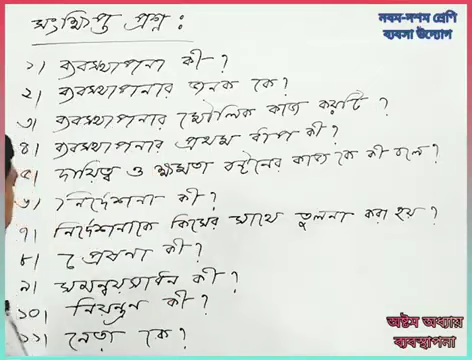 সংক্ষিপ্ত প্রশ্ন :
নবম-দশম শ্রেণি
ব্যবসা উদ্যোগ
১) ব্যবস্থাপনা কী ?
২) ব্যবস্থাপনার জনক কে ?
৩) ব্যবস্থাপনার মৌলিক কাজ কয়টি ?
৪) ব্যবস্থাপনার প্রথম ধাপ কী ?
৫) দায়িত্ব ও ক্ষমতা বন্টনের কাজ কে কী বলে ?
৬) নির্দেশনা কী ?
৭) নির্দেশনাকে কিসের সাথে তুলনা করা হয় ?
৮) প্রেষণা কী ?
৯) সমন্বয়সাধন কী ?
১০) নিয়ন্ত্রণ কী ?
১১) নেতা কে ?
অষ্টম অধ্যায়
ব্যবস্থাপনা